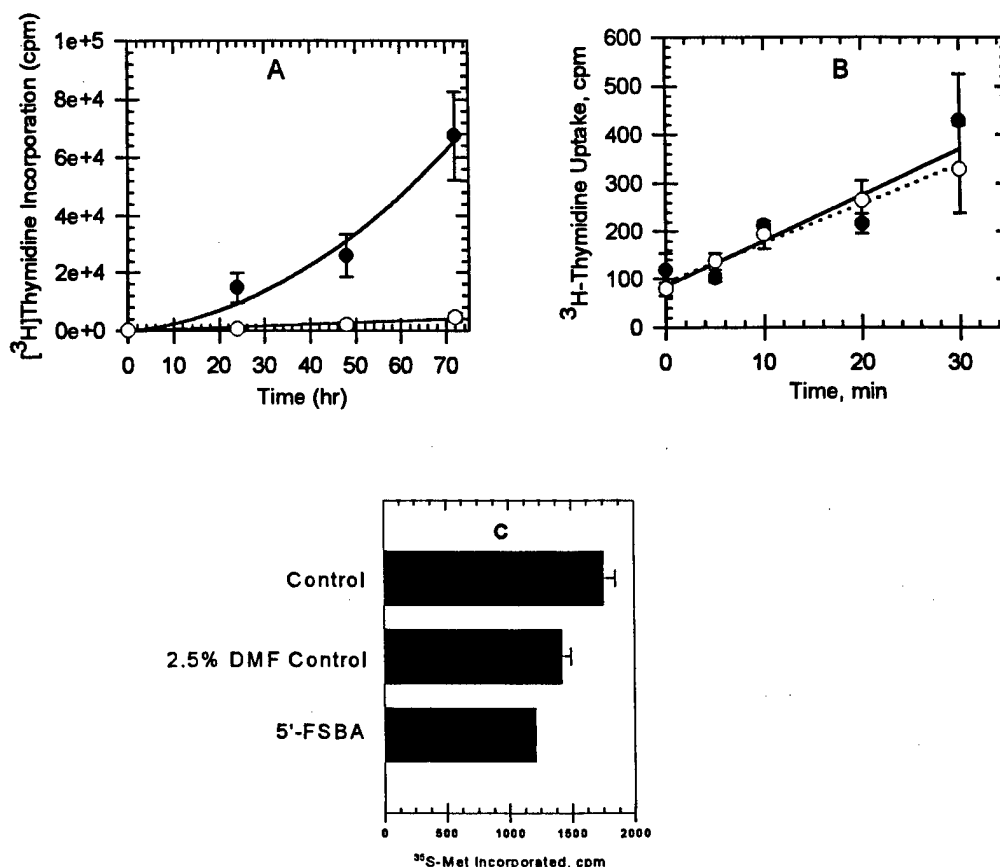 [³H]Thymidine Incorporation (cpm)
1e+5
8e+4
6e+4
4e+4
2e+4
0e+0
A
0 10 20 30 40 50 60 70
Time (hr)
³H-Thymidine Uptake, cpm
600
500
400
300
200
100
0
B
0 10 20 30
Time, min
C
Control
2.5% DMF Control
5'-FSBA
0 500 1000 1500 2000
³⁵S-Met Incorporated, cpm